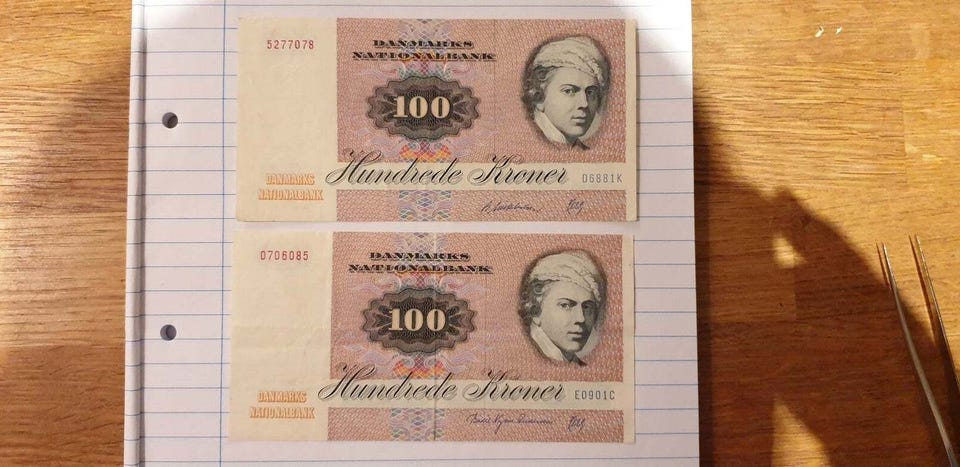 5277078
DANMARKS
NATIONALBANK
100
Hundrede Kroner D6881K
DANMARKS
NATIONALBANK
0706085
DANMARKS
NATIONALBANK
100
Hundrede Kroner E0901C
DANMARKS
NATIONALBANK